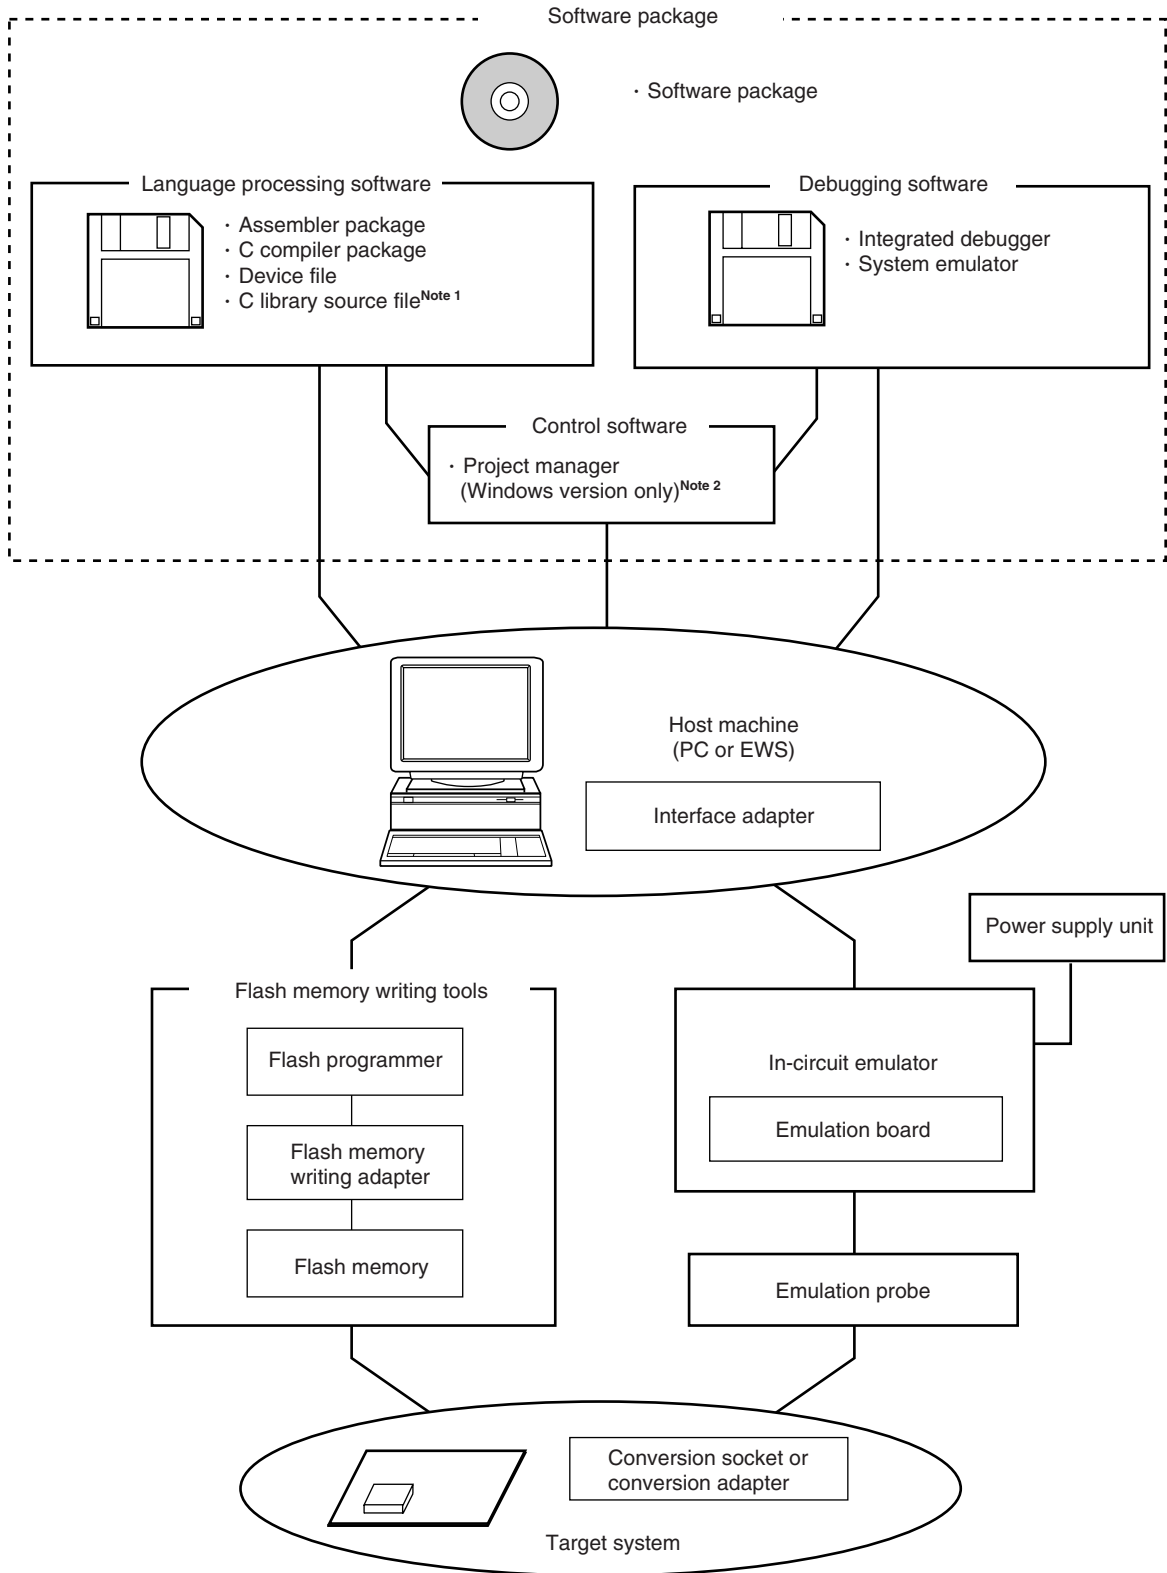 Software package
· Software package
Language processing software
· Assembler package
· C compiler package
· Device file
· C library source file Note 1
Debugging software
· Integrated debugger
· System emulator
Control software
· Project manager
(Windows version only) Note 2
Host machine
(PC or EWS)
Interface adapter
Power supply unit
Flash memory writing tools
Flash programmer
Flash memory
writing adapter
Flash memory
In-circuit emulator
Emulation board
Emulation probe
Conversion socket or
conversion adapter
Target system